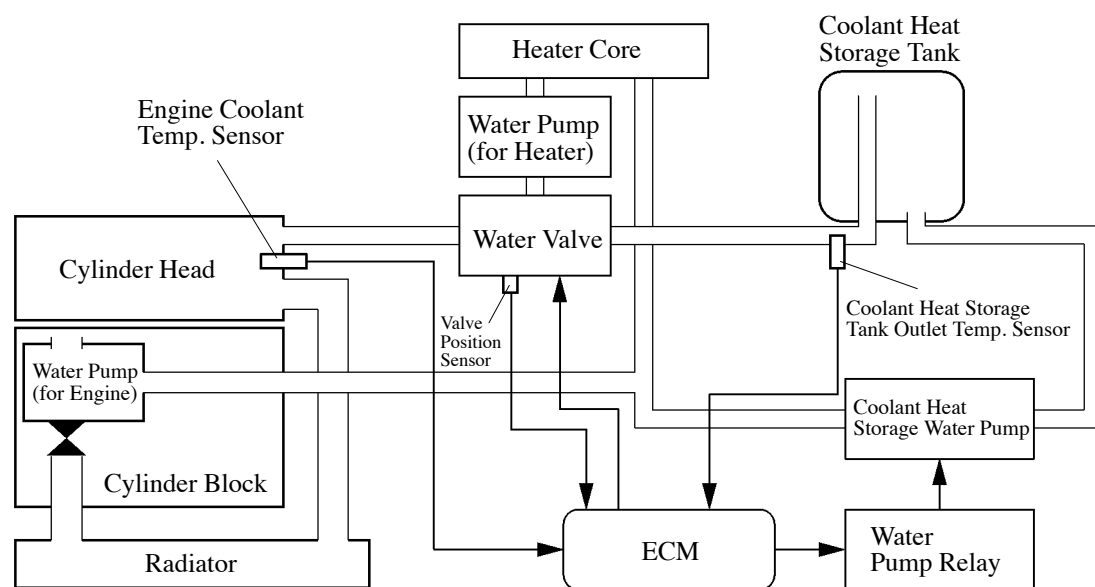 Heater Core
Coolant Heat
Storage Tank
Engine Coolant
Temp. Sensor
Water Pump
(for Heater)
Water Valve
Cylinder Head
Valve
Position
Sensor
Coolant Heat Storage
Tank Outlet Temp. Sensor
Water Pump
(for Engine)
Coolant Heat
Storage Water Pump
Cylinder Block
Radiator
ECM
Water
Pump Relay